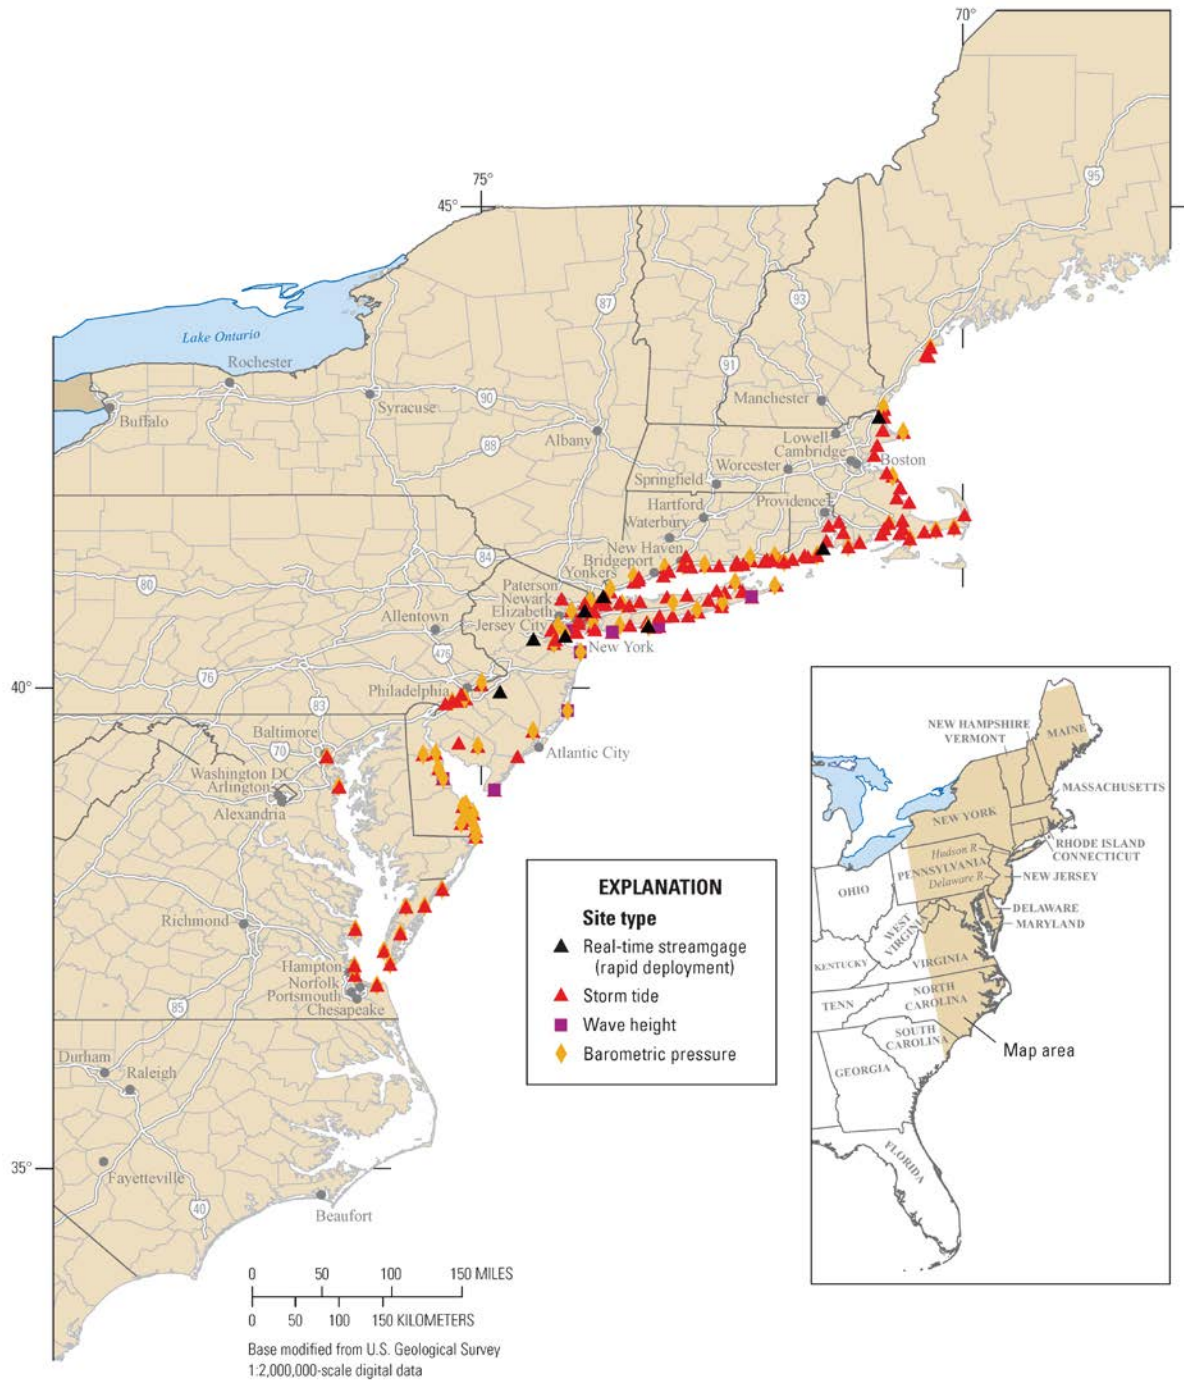 70°
75°
45°
95
87
93
Lake Ontario
Rochester
91
Manchester
Buffalo
Syracuse
90
Albany
88
Lowell
Cambridge
Boston
Worcester
Springfield
Hartford
Providence
Waterbury
New Haven
Bridgeport
84
Yonkers
80
Paterson
Newark
Elizabeth
Jersey City
Allentown
New York
476
76
40°
Philadelphia
83
Baltimore
70
Atlantic City
Washington DC
Arlington
Alexandria
Richmond
Hampton
Norfolk
Portsmouth
Chesapeake
85
Durham
Raleigh
35°
Fayetteville
40
Beaufort
EXPLANATION
Site type
Real-time streamgage
(rapid deployment)
Storm tide
Wave height
Barometric pressure
NEW HAMPSHIRE
VERMONT
MAINE
MASSACHUSETTS
NEW YORK
RHODE ISLAND
CONNECTICUT
Hudson R
PENNSYLVANIA
Delaware R
NEW JERSEY
OHIO
DELAWARE
MARYLAND
WEST
VIRGINIA
KENTUCKY
VIRGINIA
TENN
NORTH
CAROLINA
SOUTH
CAROLINA
Map area
GEORGIA
FLORIDA
0 50 100 150 MILES
0 50 100 150 KILOMETERS
Base modified from U.S. Geological Survey
1:2,000,000-scale digital data